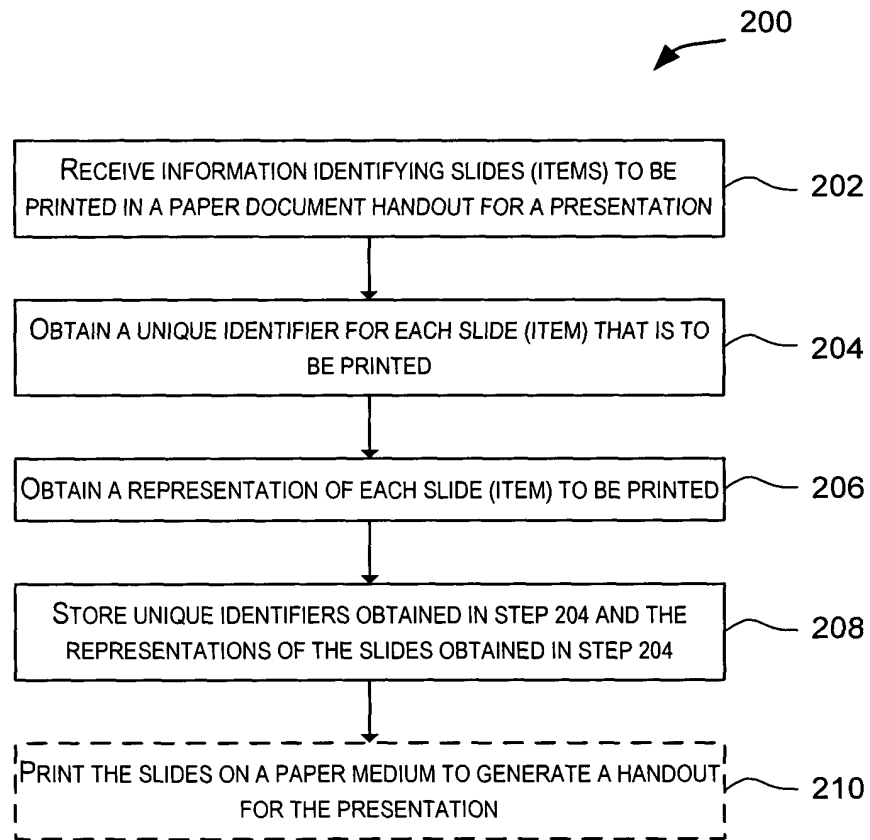 200
RECEIVE INFORMATION IDENTIFYING SLIDES (ITEMS) TO BE
PRINTED IN A PAPER DOCUMENT HANDOUT FOR A PRESENTATION
202
OBTAIN A UNIQUE IDENTIFIER FOR EACH SLIDE (ITEM) THAT IS TO
BE PRINTED
204
OBTAIN A REPRESENTATION OF EACH SLIDE (ITEM) TO BE PRINTED
206
STORE UNIQUE IDENTIFIERS OBTAINED IN STEP 204 AND THE
REPRESENTATIONS OF THE SLIDES OBTAINED IN STEP 204
208
PRINT THE SLIDES ON A PAPER MEDIUM TO GENERATE A HANDOUT
FOR THE PRESENTATION
210